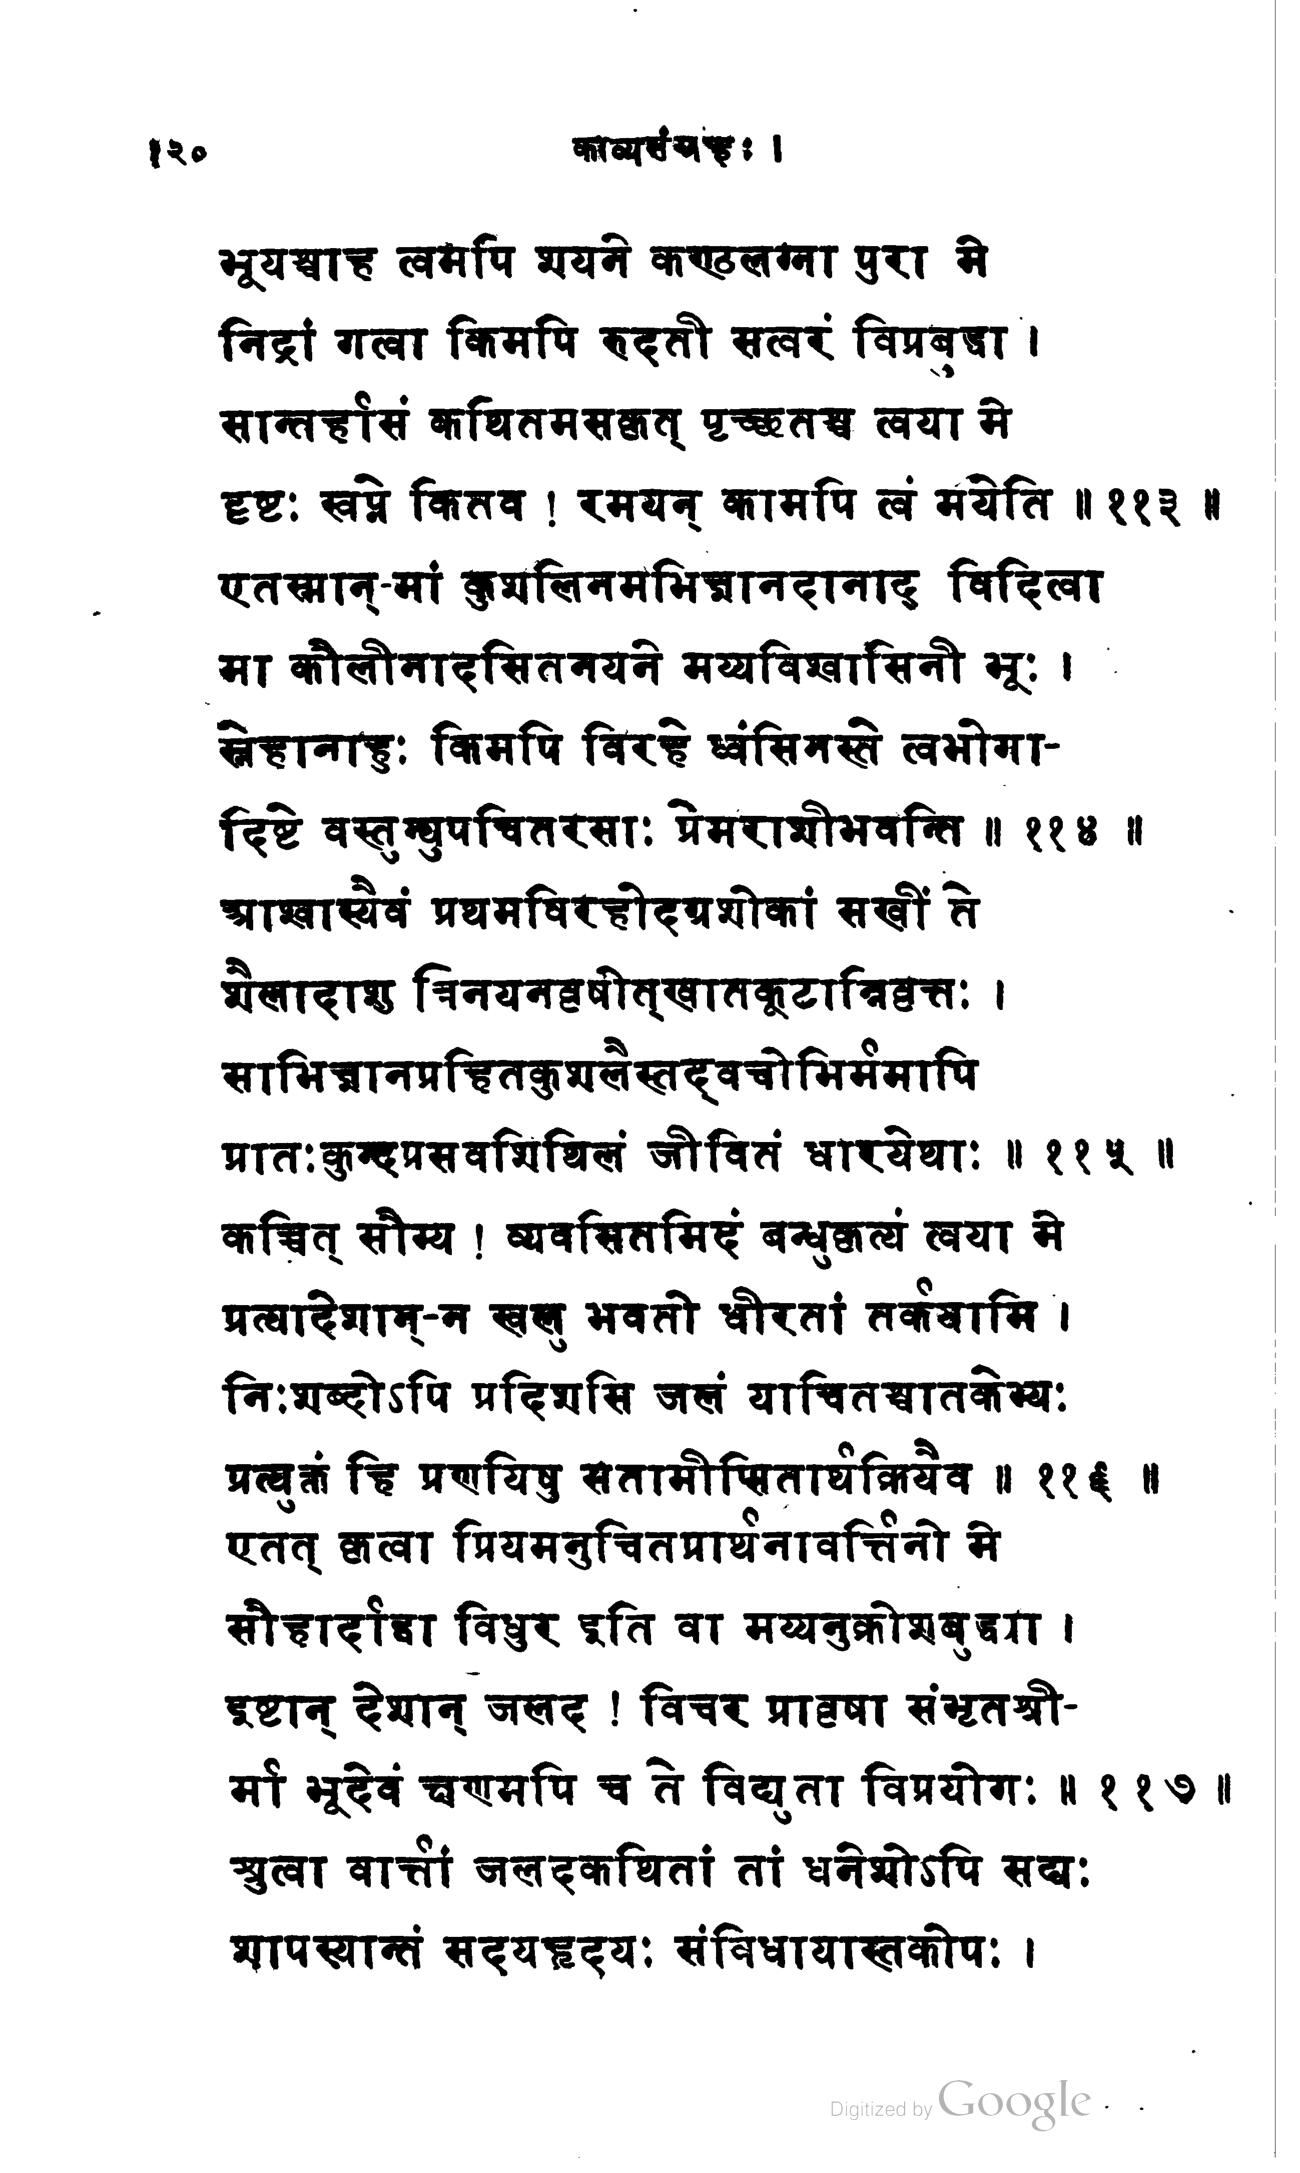 १२०
काव्यसंग्रहः ।
भूयश्चाह त्वमपि शयने कण्ठलग्ना पुरा मे
निद्रां गत्वा किमपि रुदती सत्वरं विप्रबुद्धा ।
सान्तर्हासं कथितमसकृत् पृच्छतश्च त्वया मे
दृष्टः स्वप्ने कितव ! रमयन् कामपि त्वं मयेति ॥ ११३ ॥
एतस्मान्-मां कुशलिनमभिज्ञानदानाद् विदित्वा
मा कौलीनादसितनयने मय्यविश्वासिनी भूः ।
स्नेहानाहुः किमपि विरहे ध्वंसिनस्ते त्वभोगा-
दिष्टे वस्तुन्युपचितरसाः प्रेमराशीभवन्ति ॥ ११४ ॥
आश्वास्यैवं प्रथमविरहोदग्रशोकां सखीं ते
शैलादाशु त्रिनयनवृषोत्खातकूटान्निवृत्तः ।
साभिज्ञानप्रहितकुशलैस्तद्वचोभिर्ममापि
प्रातःकुन्दप्रसवशिथिलं जीवितं धारयेथाः ॥ ११५ ॥
कच्चित् सौम्य ! व्यवसितमिदं बन्धुकृत्यं त्वया मे
प्रत्यादेशान्-न खलु भवतो धीरतां तर्कयामि ।
निःशब्दोऽपि प्रदिशसि जलं याचितश्चातकेभ्यः
प्रत्युक्तं हि प्रणयिषु सतामीप्सितार्थक्रियैव ॥ ११६ ॥
एतत् कृत्वा प्रियमनुचितप्रार्थनावर्त्तिनो मे
सौहार्दाद्वा विधुर इति वा मय्यनुक्रोशबुद्ध्या ।
इष्टान् देशान् जलद ! विचर प्रावृषा संभृतश्री-
र्मा भूदेवं क्षणमपि च ते विद्युता विप्रयोगः ॥ ११७ ॥
श्रुत्वा वार्त्तां जलदकथितां तां धनेशोऽपि सद्यः
शापस्यान्तं सदयहृदयः संविधायास्तकोपः ।
Digitized by Google